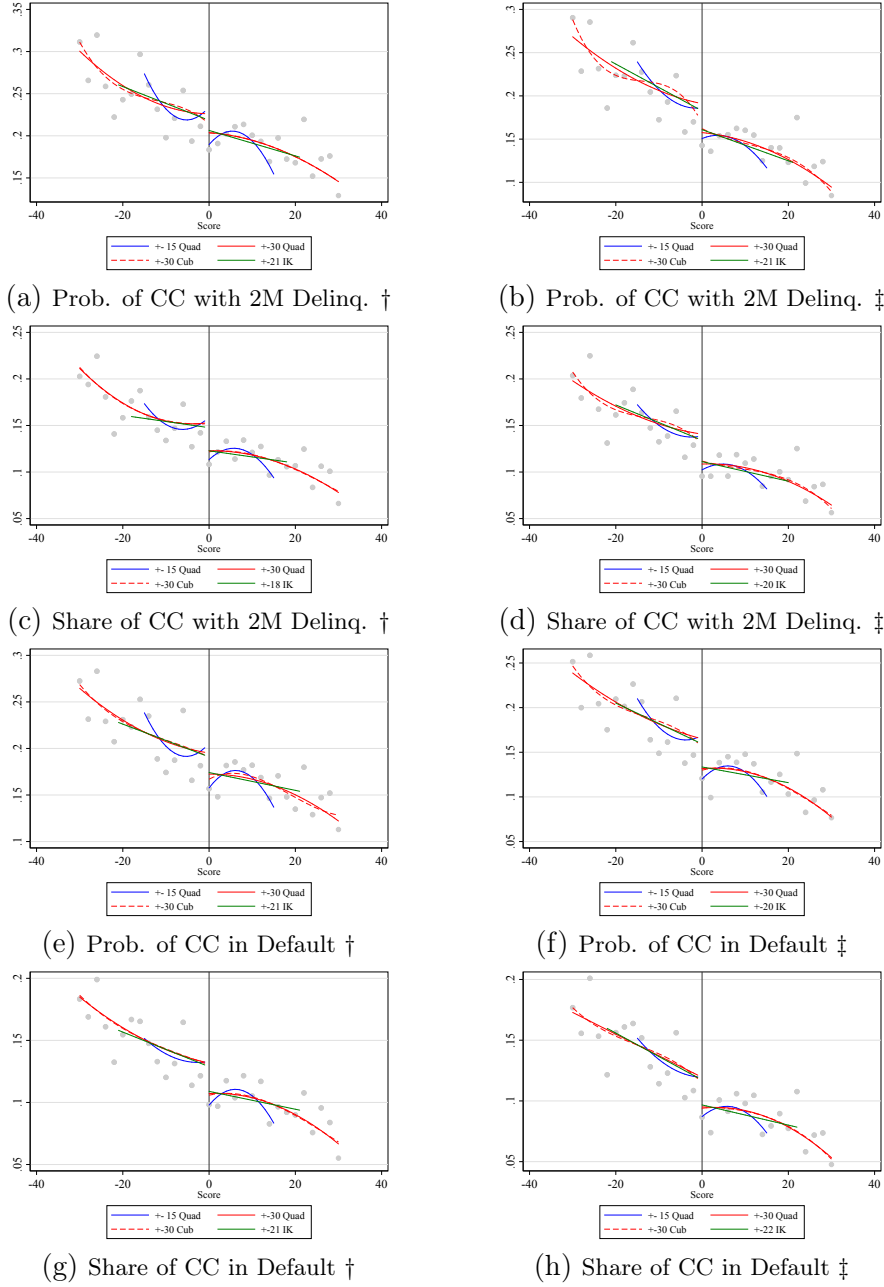 .35
.3
.25
.2
.15
-40 -20 0 20 40
Score
+- 15 Quad +-30 Quad
+-30 Cub +-21 IK
(a) Prob. of CC with 2M Delinq. †
.3
.25
.2
.15
.1
-40 -20 0 20 40
Score
+- 15 Quad +-30 Quad
+-30 Cub +-21 IK
(b) Prob. of CC with 2M Delinq. ‡
.25
.2
.15
.1
.05
-40 -20 0 20 40
Score
+- 15 Quad +-30 Quad
+-30 Cub +-18 IK
(c) Share of CC with 2M Delinq. †
.25
.2
.15
.1
.05
-40 -20 0 20 40
Score
+- 15 Quad +-30 Quad
+-30 Cub +-20 IK
(d) Share of CC with 2M Delinq. ‡
.3
.25
.2
.15
.1
-40 -20 0 20 40
Score
+- 15 Quad +-30 Quad
+-30 Cub +-21 IK
(e) Prob. of CC in Default †
.25
.2
.15
.1
.05
-40 -20 0 20 40
Score
+- 15 Quad +-30 Quad
+-30 Cub +-20 IK
(f) Prob. of CC in Default ‡
.2
.15
.1
.05
-40 -20 0 20 40
Score
+- 15 Quad +-30 Quad
+-30 Cub +-21 IK
(g) Share of CC in Default †
.2
.15
.1
.05
-40 -20 0 20 40
Score
+- 15 Quad +-30 Quad
+-30 Cub +-22 IK
(h) Share of CC in Default ‡